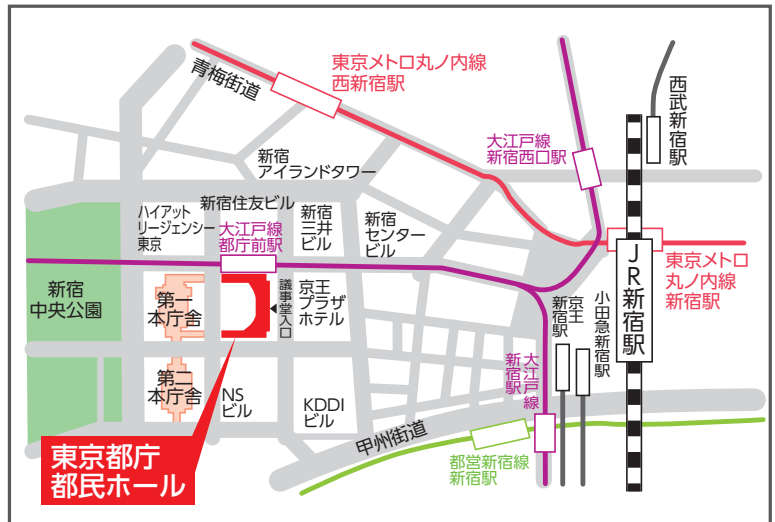 東京メトロ丸ノ内線
西新宿駅
青梅街道
西武新宿駅
大江戸線
新宿西口駅
新宿
アイランドタワー
新宿住友ビル
ハイアット
リージェンシー
東京
大江戸線
都庁前駅
新宿
三井
ビル
新宿
センター
ビル
JR新宿駅
東京メトロ
丸ノ内線
新宿駅
新宿
中央公園
第一
本庁舎
議事堂入口
京王
プラザ
ホテル
京王
新宿駅
小田急新宿駅
大江戸線
新宿駅
第二
本庁舎
NS
ビル
KDDI
ビル
甲州街道
都営新宿線
新宿駅
東京都庁
都民ホール